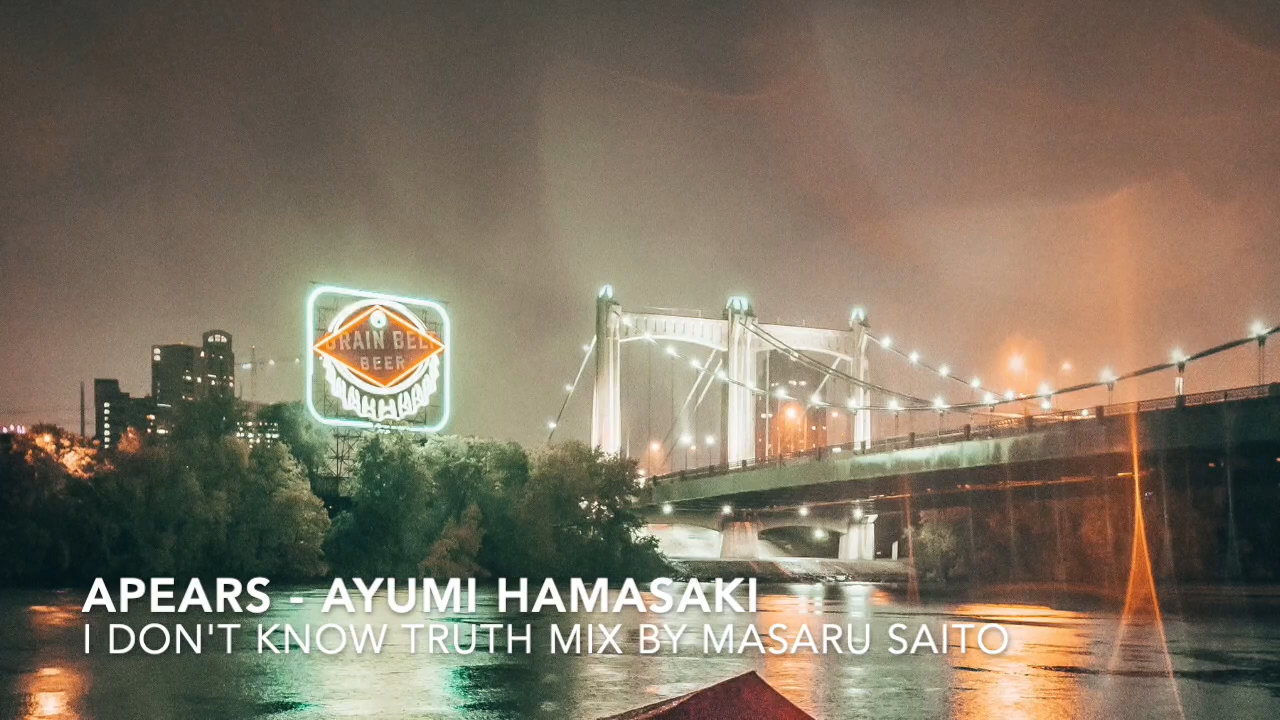 GRAIN BELT
BEER
APEARS - AYUMI HAMASAKI
I DON'T KNOW TRUTH MIX BY MASARU SAITO